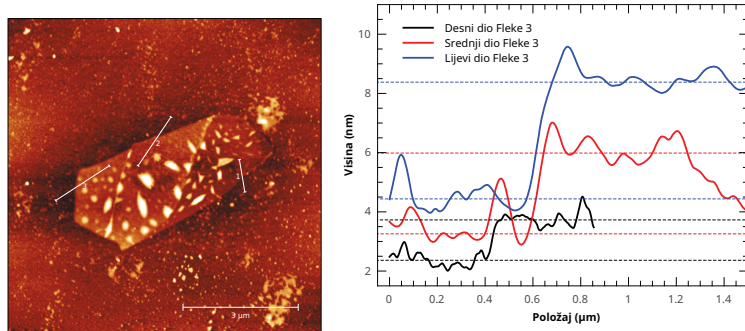 2
3
1
3 μm
Desni dio Fleke 3
Srednji dio Fleke 3
Lijevi dio Fleke 3
Visina (nm)
10
8
6
4
2
0 0.2 0.4 0.6 0.8 1 1.2 1.4
Položaj (μm)